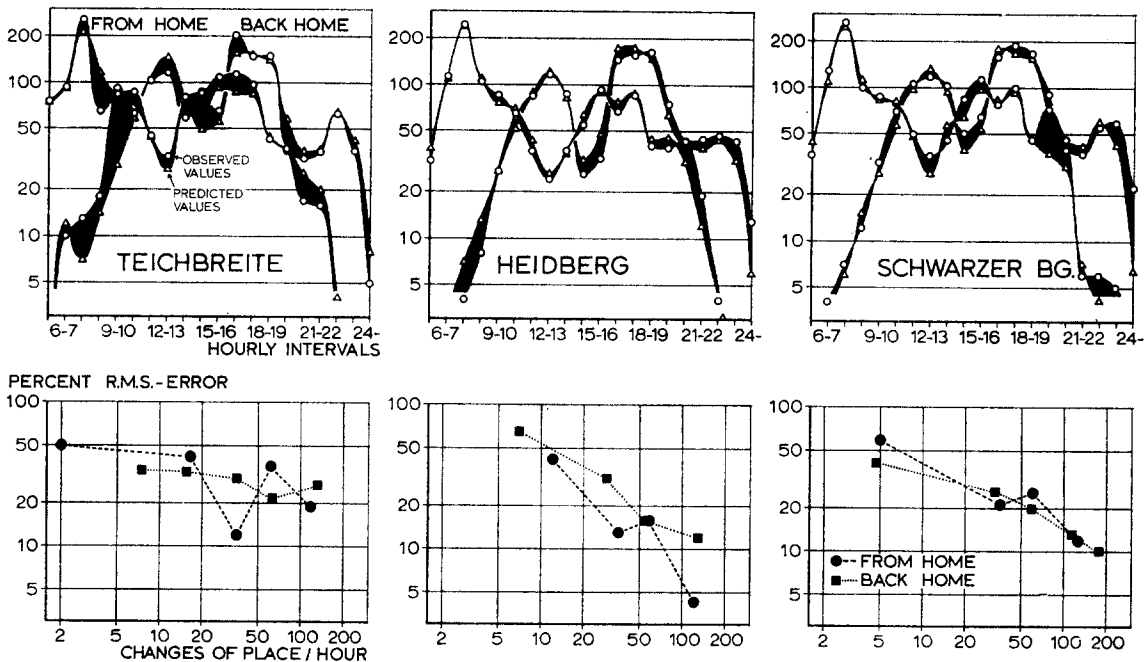 FROM HOME BACK HOME
200
100
50
20
10
5
OBSERVED
VALUES
PREDICTED
VALUES
TEICHBREITE
6-7 9-10 12-13 15-16 18-19 21-22 24-
HOURLY INTERVALS
200
100
50
20
10
5
HEIDBERG
6-7 9-10 12-13 15-16 18-19 21-22 24-
200
100
50
20
10
5
SCHWARZER BG.
6-7 9-10 12-13 15-16 18-19 21-22 24-
PERCENT R.M.S.-ERROR
100
50
20
10
5
2 5 10 20 50 100 200
CHANGES OF PLACE / HOUR
100
50
20
10
5
2 5 10 20 50 100 200
100
50
20
10
5
FROM HOME
BACK HOME
2 5 10 20 50 100 200